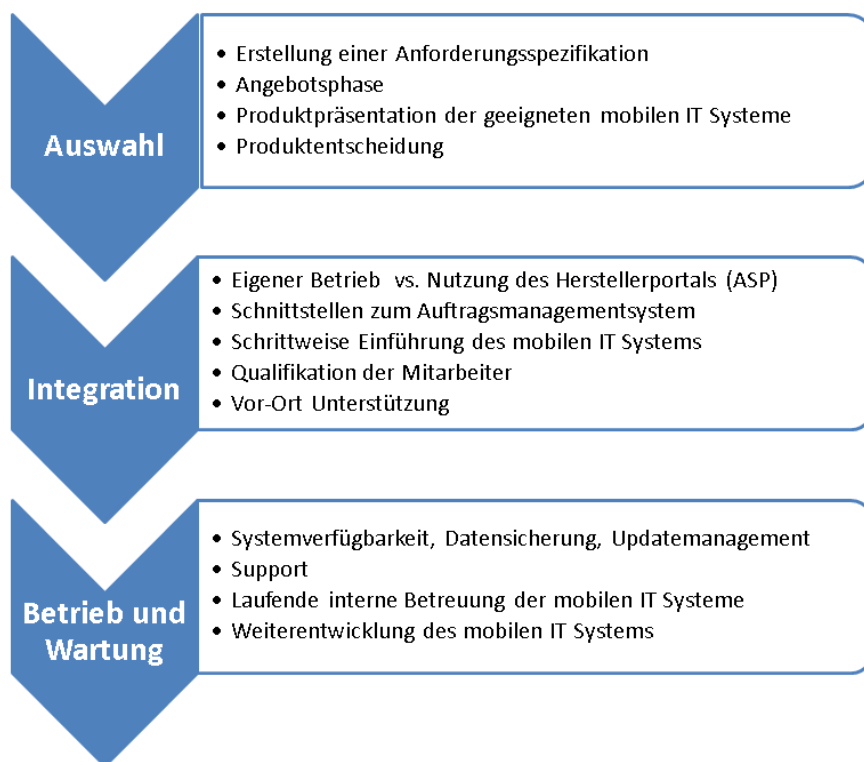 Auswahl
• Erstellung einer Anforderungsspezifikation
• Angebotsphase
• Produktpräsentation der geeigneten mobilen IT Systeme
• Produktentscheidung
Integration
• Eigener Betrieb vs. Nutzung des Herstellerportals (ASP)
• Schnittstellen zum Auftragsmanagementsystem
• Schrittweise Einführung des mobilen IT Systems
• Qualifikation der Mitarbeiter
• Vor-Ort Unterstützung
Betrieb und
Wartung
• Systemverfügbarkeit, Datensicherung, Updatemanagement
• Support
• Laufende interne Betreuung der mobilen IT Systeme
• Weiterentwicklung des mobilen IT Systems